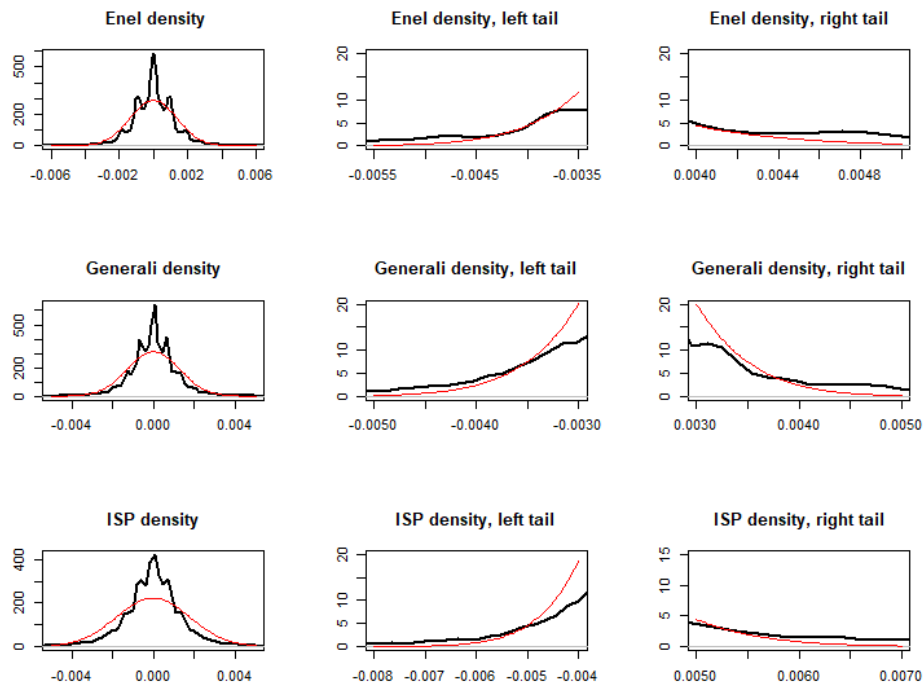 Enel density
Enel density, left tail
Enel density, right tail
0 200 500
-0.006 -0.002 0.002 0.006
0 5 10 20
-0.0055 -0.0045 -0.0035
0 5 10 20
0.0040 0.0044 0.0048
Generali density
Generali density, left tail
Generali density, right tail
0 200 500
-0.004 0.000 0.004
0 5 10 20
-0.0050 -0.0040 -0.0030
0 5 10 20
0.0030 0.0040 0.0050
ISP density
ISP density, left tail
ISP density, right tail
0 200 400
-0.004 0.000 0.004
0 5 10 20
-0.008 -0.007 -0.006 -0.005 -0.004
0 5 10 15
0.0050 0.0060 0.0070